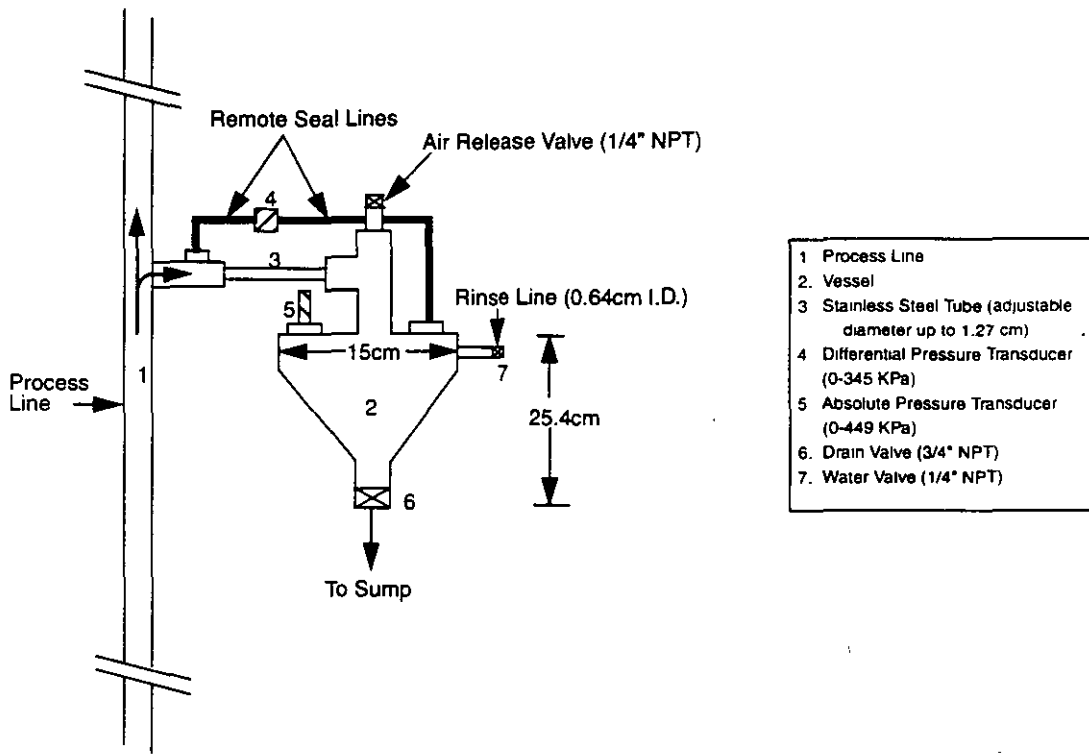 Remote Seal Lines
Air Release Valve (1/4" NPT)
4
3
5
Rinse Line (0.64cm I.D.)
15cm
7
1
Process
Line
2
25.4cm
6
To Sump
1 Process Line
2. Vessel
3 Stainless Steel Tube (adjustable
diameter up to 1.27 cm)
4 Differential Pressure Transducer
(0-345 KPa)
5 Absolute Pressure Transducer
(0-449 KPa)
6. Drain Valve (3/4" NPT)
7. Water Valve (1/4" NPT)